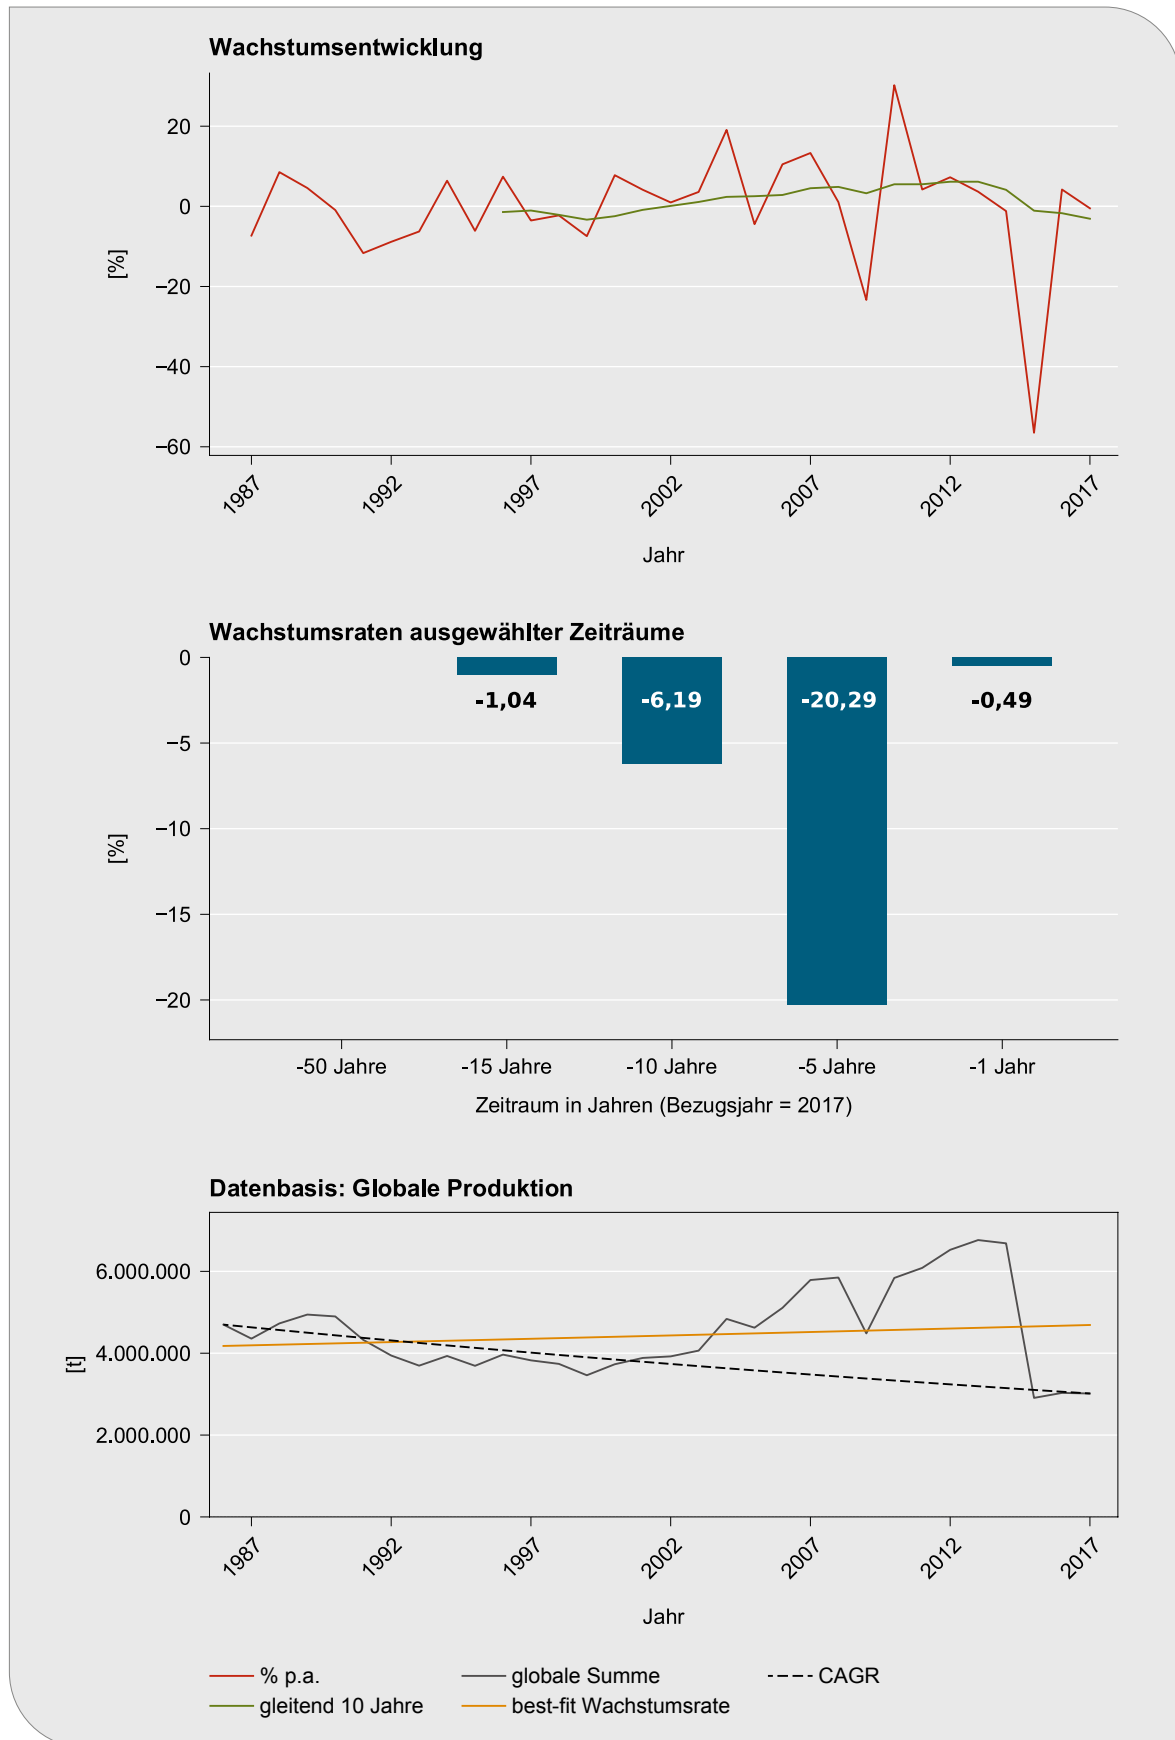 Wachstumsentwicklung
20
0
−20
−40
−60
[%]
1987
1992
1997
2002
2007
2012
2017
Jahr
Wachstumsraten ausgewählter Zeiträume
0
−5
−10
−15
−20
[%]
-1,04
-6,19
-20,29
-0,49
-50 Jahre
-15 Jahre
-10 Jahre
-5 Jahre
-1 Jahr
Zeitraum in Jahren (Bezugsjahr = 2017)
Datenbasis: Globale Produktion
6.000.000
4.000.000
2.000.000
0
[t]
1987
1992
1997
2002
2007
2012
2017
Jahr
% p.a.
globale Summe
CAGR
gleitend 10 Jahre
best-fit Wachstumsrate